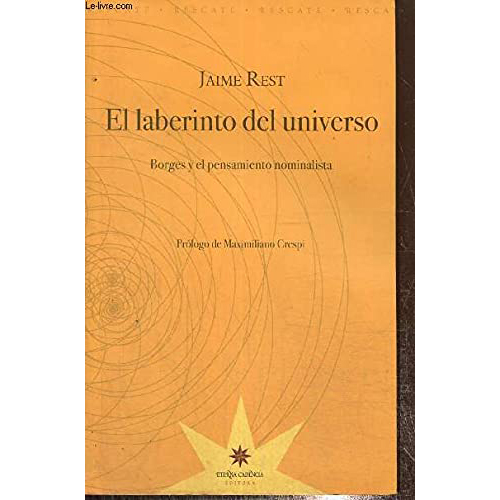 Le-livre.com
RESCATE • RESCATE • RESCA
JAIME REST
El laberinto del universo
Borges y el pensamiento nominalista
Prólogo de Maximiliano Crespi
ETERNA CADENCIA
EDITORA